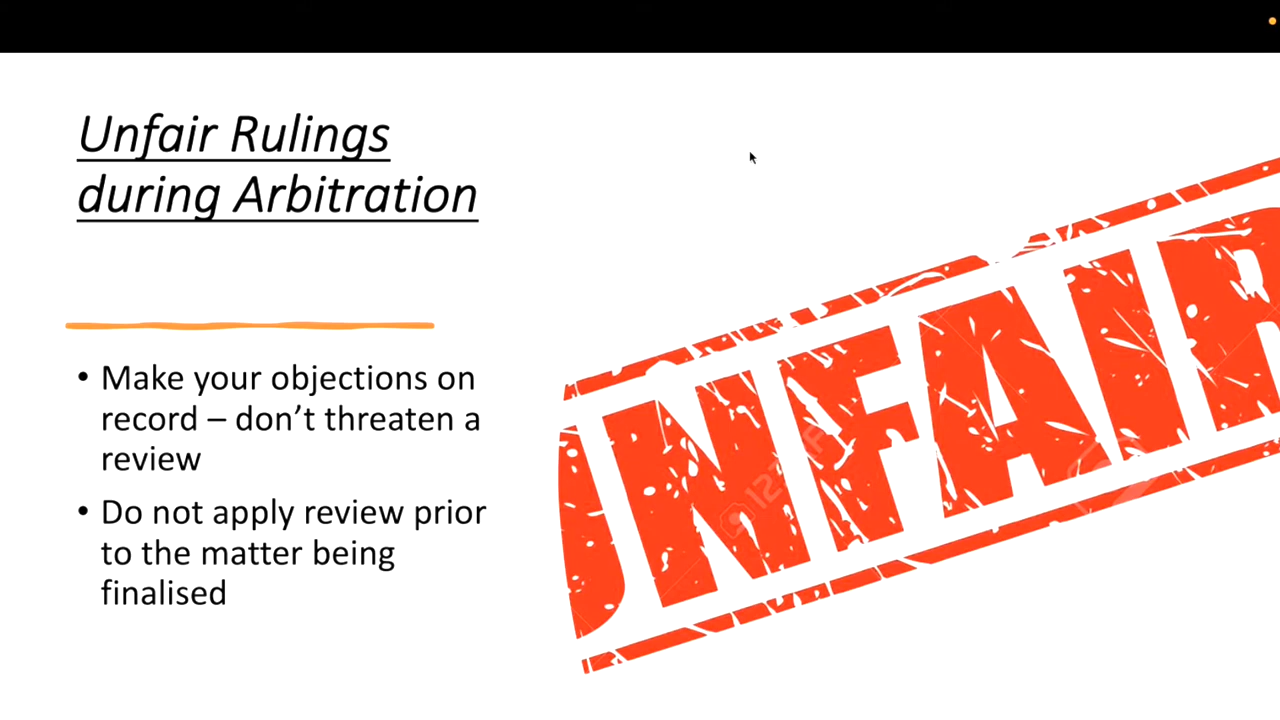 Unfair Rulings
during Arbitration
• Make your objections on
record – don’t threaten a
review
• Do not apply review prior
to the matter being
finalised
UNFAIR